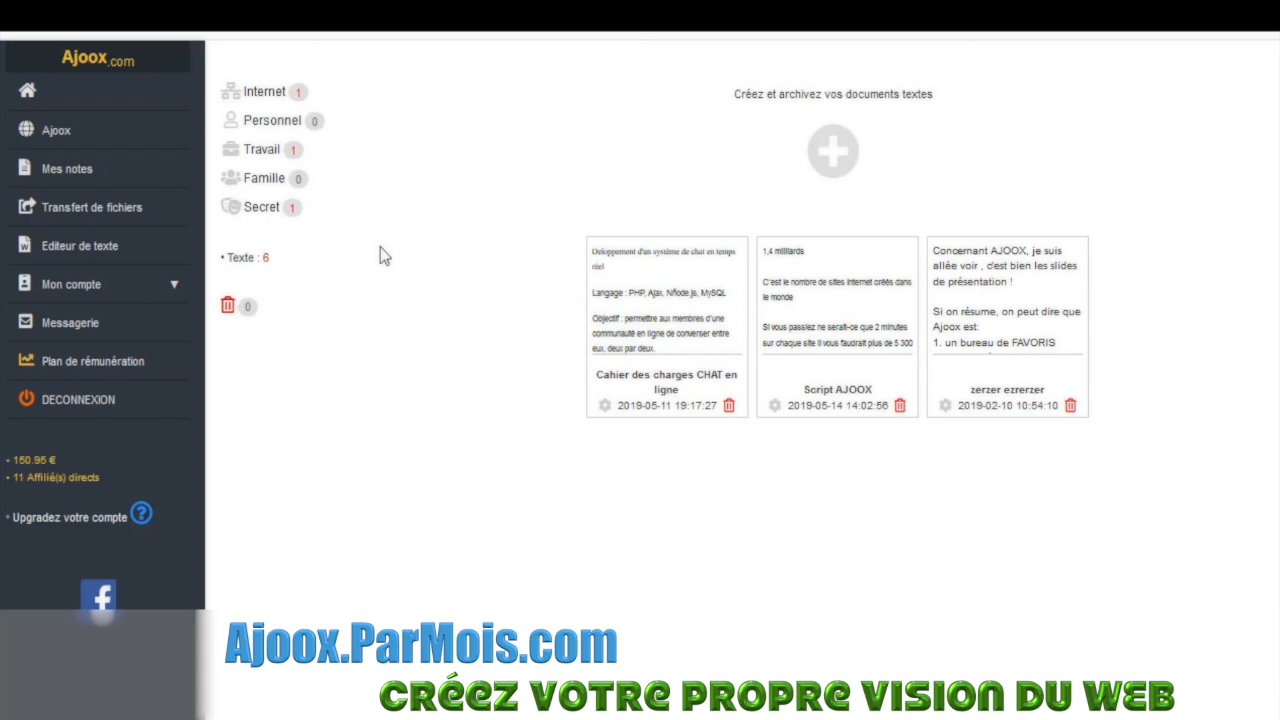 Ajoox.com
Ajoox
Mes notes
Transfert de fichiers
Editeur de texte
Mon compte ▼
Messagerie
Plan de rémunération
DECONNEXION
• 150.95 €
• 11 Affilié(s) directs
• Upgradez votre compte ?
Internet 1
Personnel 0
Travail 1
Famille 0
Secret 1
• Texte : 6
0
Créez et archivez vos documents textes
Deloppement d'un système de chat en temps
réel
Langage : PHP, Ajax, Nñode.js, MySQL
Objectif : permettre aux membres d'une
communauté en ligne de converser entre
eux, deux par deux.
Cahier des charges CHAT en
ligne
2019-05-11 19:17:27
1,4 milliards
C'est le nombre de sites Internet créés dans
le monde
Si vous passiez ne serait-ce que 2 minutes
sur chaque site il vous faudrait plus de 5 300
Script AJOOX
2019-05-14 14:02:56
Concernant AJOOX, je suis
allée voir , c'est bien les slides
de présentation !
Si on résume, on peut dire que
Ajoox est:
1. un bureau de FAVORIS
zerzer ezrerzer
2019-02-10 10:54:10
Ajoox.ParMois.com
CRÉEZ VOTRE PROPRE VISION DU WEB